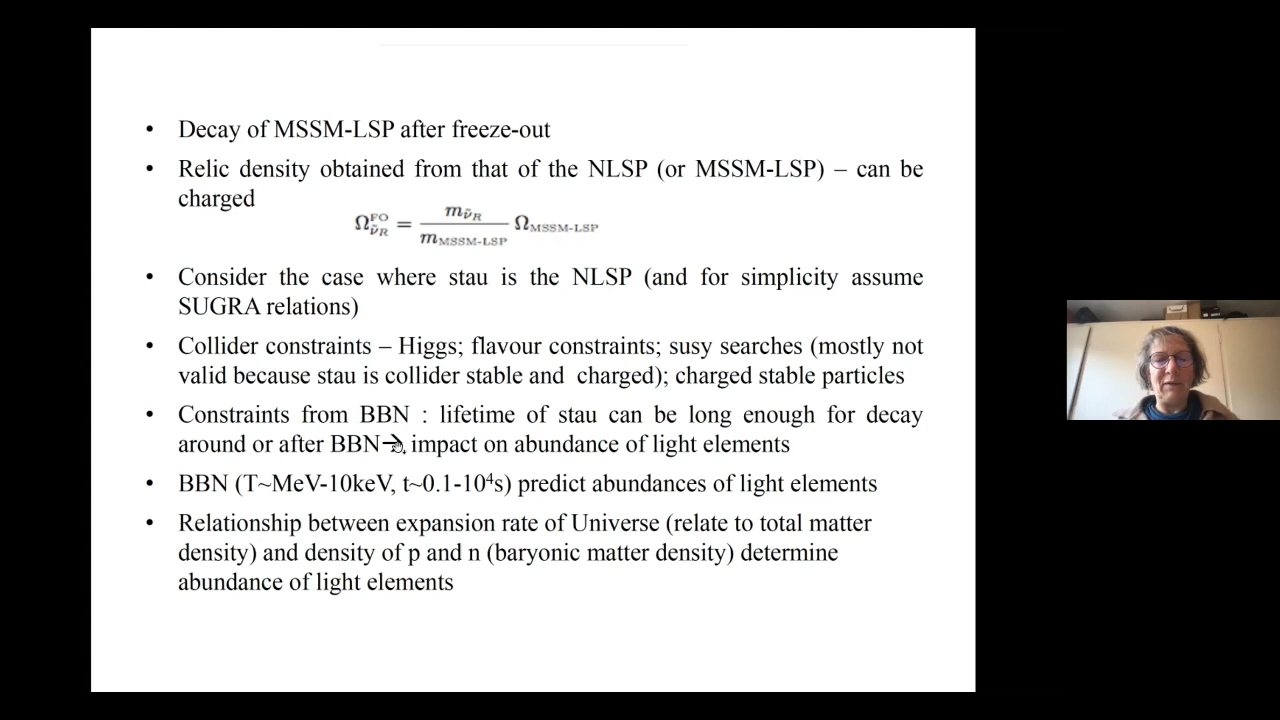 • Decay of MSSM-LSP after freeze-out
• Relic density obtained from that of the NLSP (or MSSM-LSP) – can be
charged
Ω^FO_ν̃R = m_ν̃R / m_MSSM-LSP Ω_MSSM-LSP
• Consider the case where stau is the NLSP (and for simplicity assume
SUGRA relations)
• Collider constraints – Higgs; flavour constraints; susy searches (mostly not
valid because stau is collider stable and charged); charged stable particles
• Constraints from BBN : lifetime of stau can be long enough for decay
around or after BBN→ impact on abundance of light elements
• BBN (T~MeV-10keV, t~0.1-10⁴s) predict abundances of light elements
• Relationship between expansion rate of Universe (relate to total matter
density) and density of p and n (baryonic matter density) determine
abundance of light elements